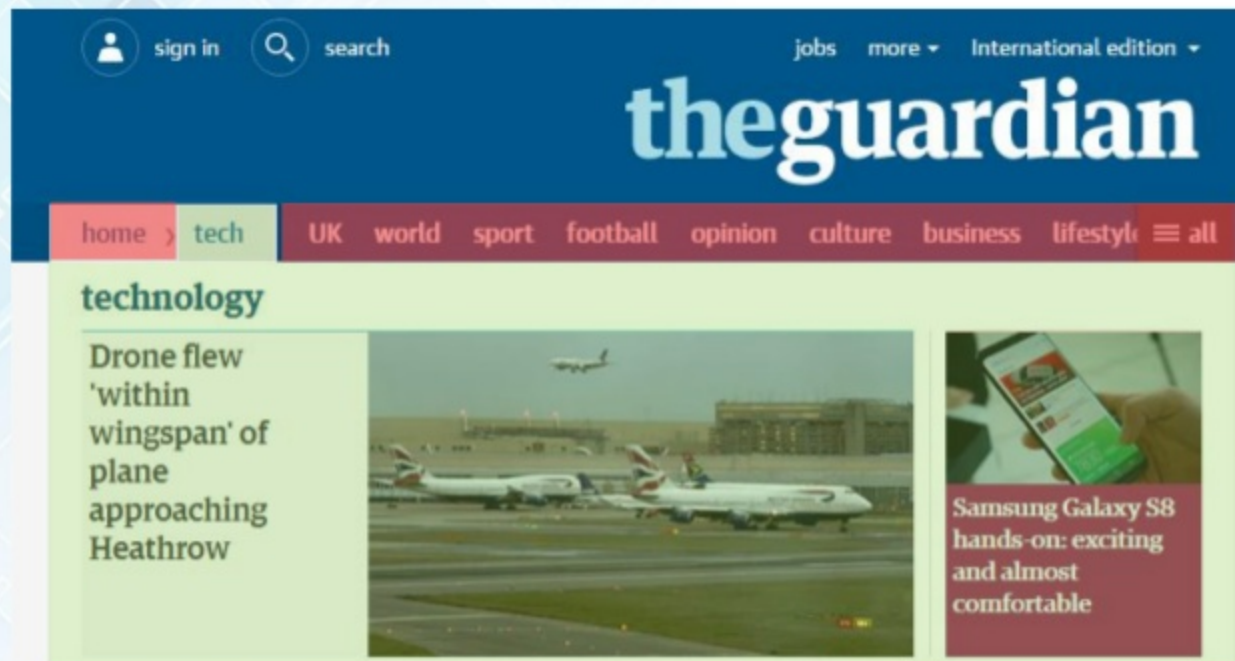 sign in search jobs more International edition
theguardian
home tech UK world sport football opinion culture business lifestyle all
technology
Drone flew
'within
wingspan' of
plane
approaching
Heathrow
Samsung Galaxy S8
hands-on: exciting
and almost
comfortable